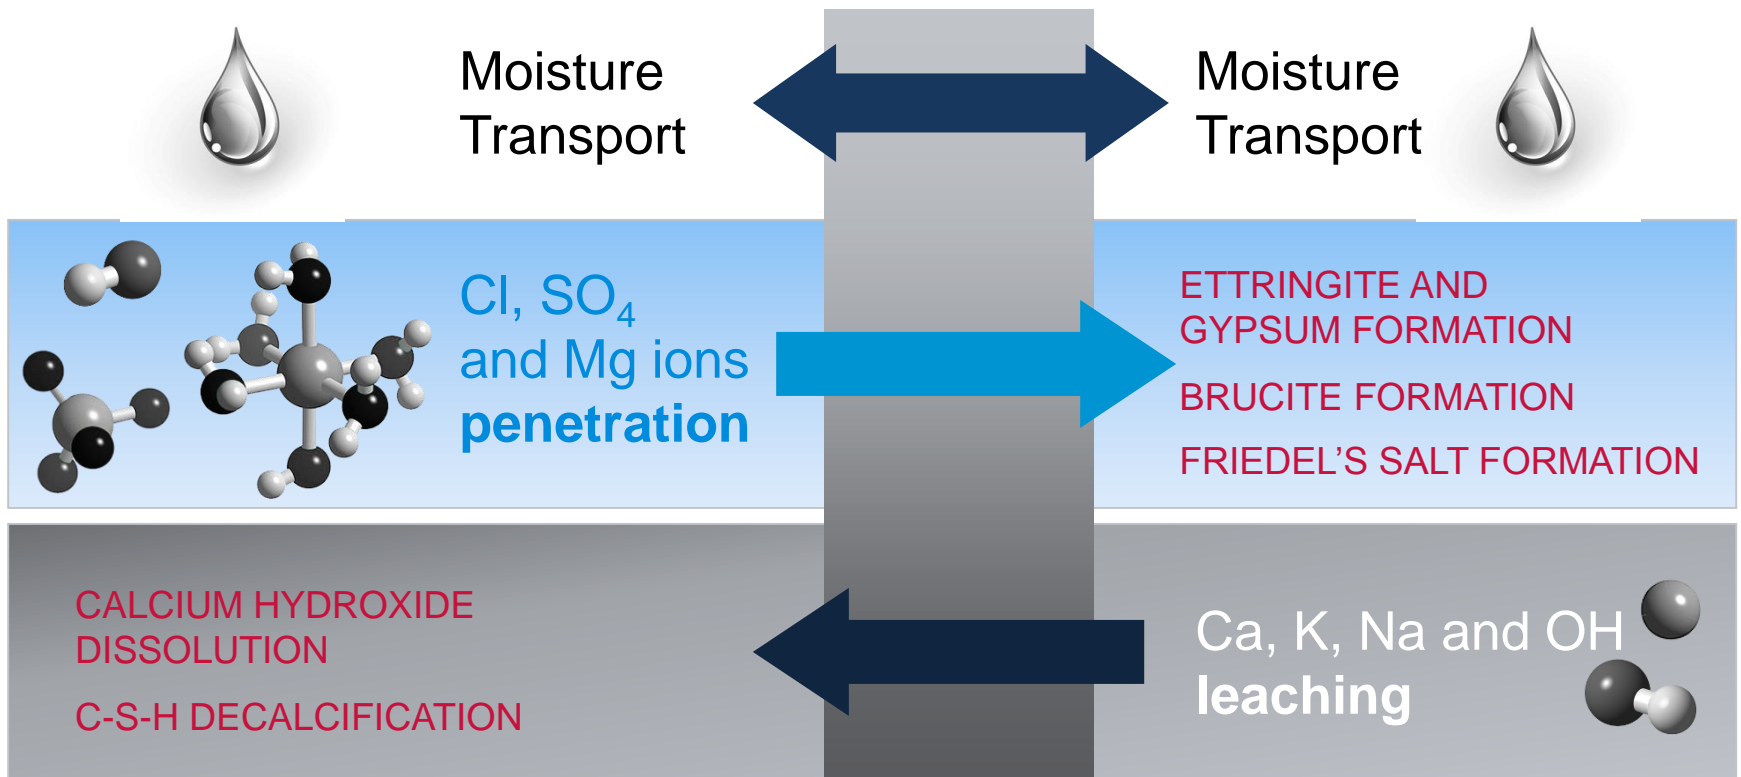 Moisture
Transport
Moisture
Transport
Cl, SO₄
and Mg ions
penetration
ETTRINGITE AND
GYPSUM FORMATION
BRUCITE FORMATION
FRIEDEL’S SALT FORMATION
CALCIUM HYDROXIDE
DISSOLUTION
C-S-H DECALCIFICATION
Ca, K, Na and OH
leaching